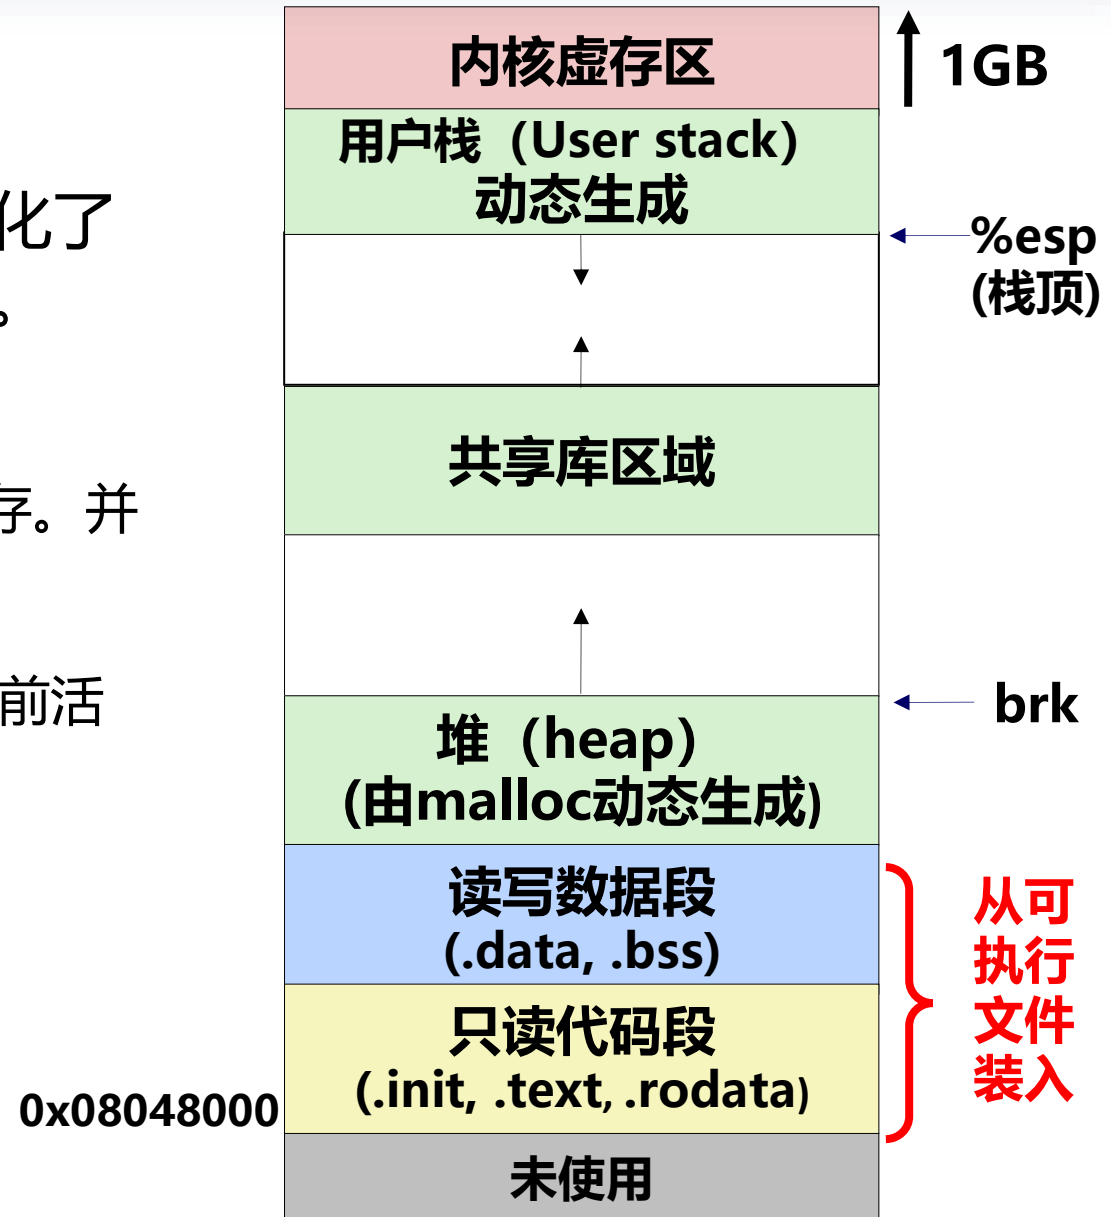 内核虚存区
1GB
用户栈（User stack）
动态生成
化了
%esp
(栈顶)
。
共享库区域
存。并
前活
brk
堆（heap）
(由malloc动态生成)
读写数据段
(.data, .bss)
从可
执行
文件
装入
只读代码段
(.init, .text, .rodata)
0x08048000
未使用